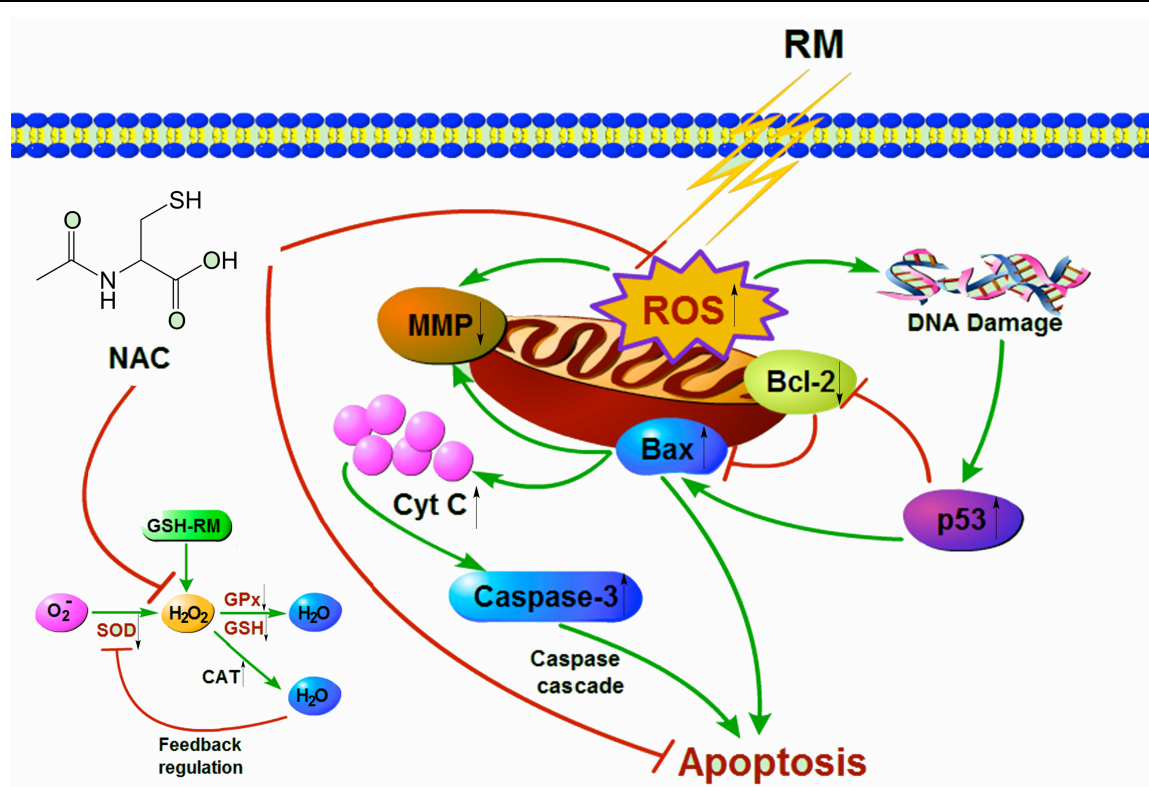 RM
SH
O
OH
N
H
O
NAC
ROS
MMP
DNA Damage
Bcl-2
Bax
Cyt C
p53
GSH-RM
Caspase-3
O₂⁻
SOD
H₂O₂
GPx
GSH
H₂O
CAT
H₂O
Caspase
cascade
Feedback
regulation
Apoptosis